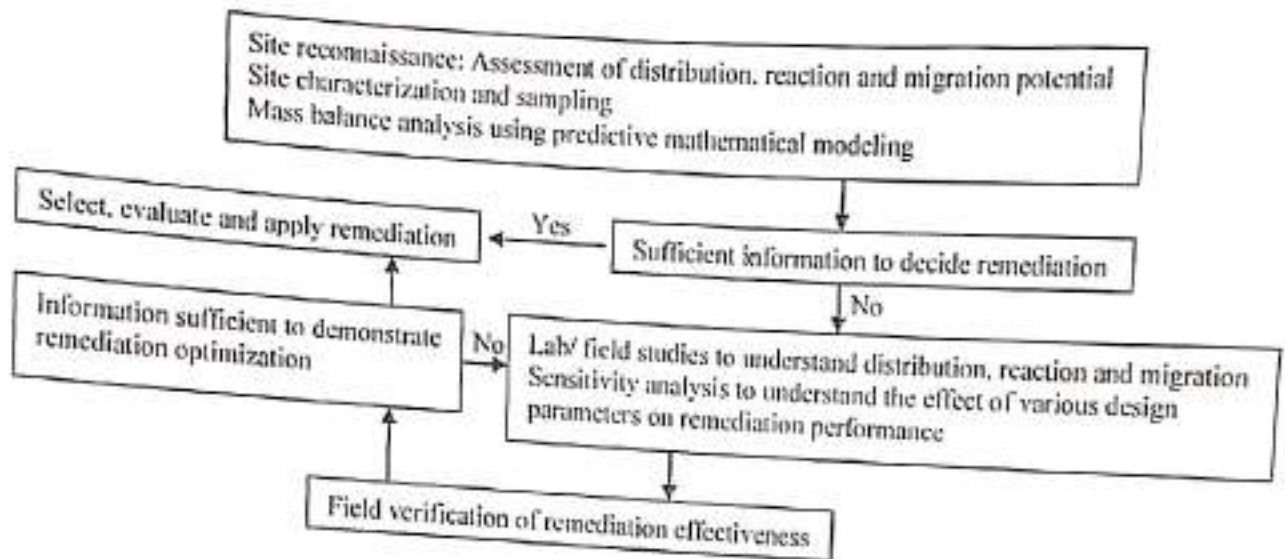 Site reconnaissance: Assessment of distribution, reaction and migration potential
Site characterization and sampling
Mass balance analysis using predictive mathematical modeling
Select, evaluate and apply remediation
Yes
Sufficient information to decide remediation
No
Information sufficient to demonstrate
remediation optimization
No
Lab/ field studies to understand distribution, reaction and migration
Sensitivity analysis to understand the effect of various design
parameters on remediation performance
Field verification of remediation effectiveness